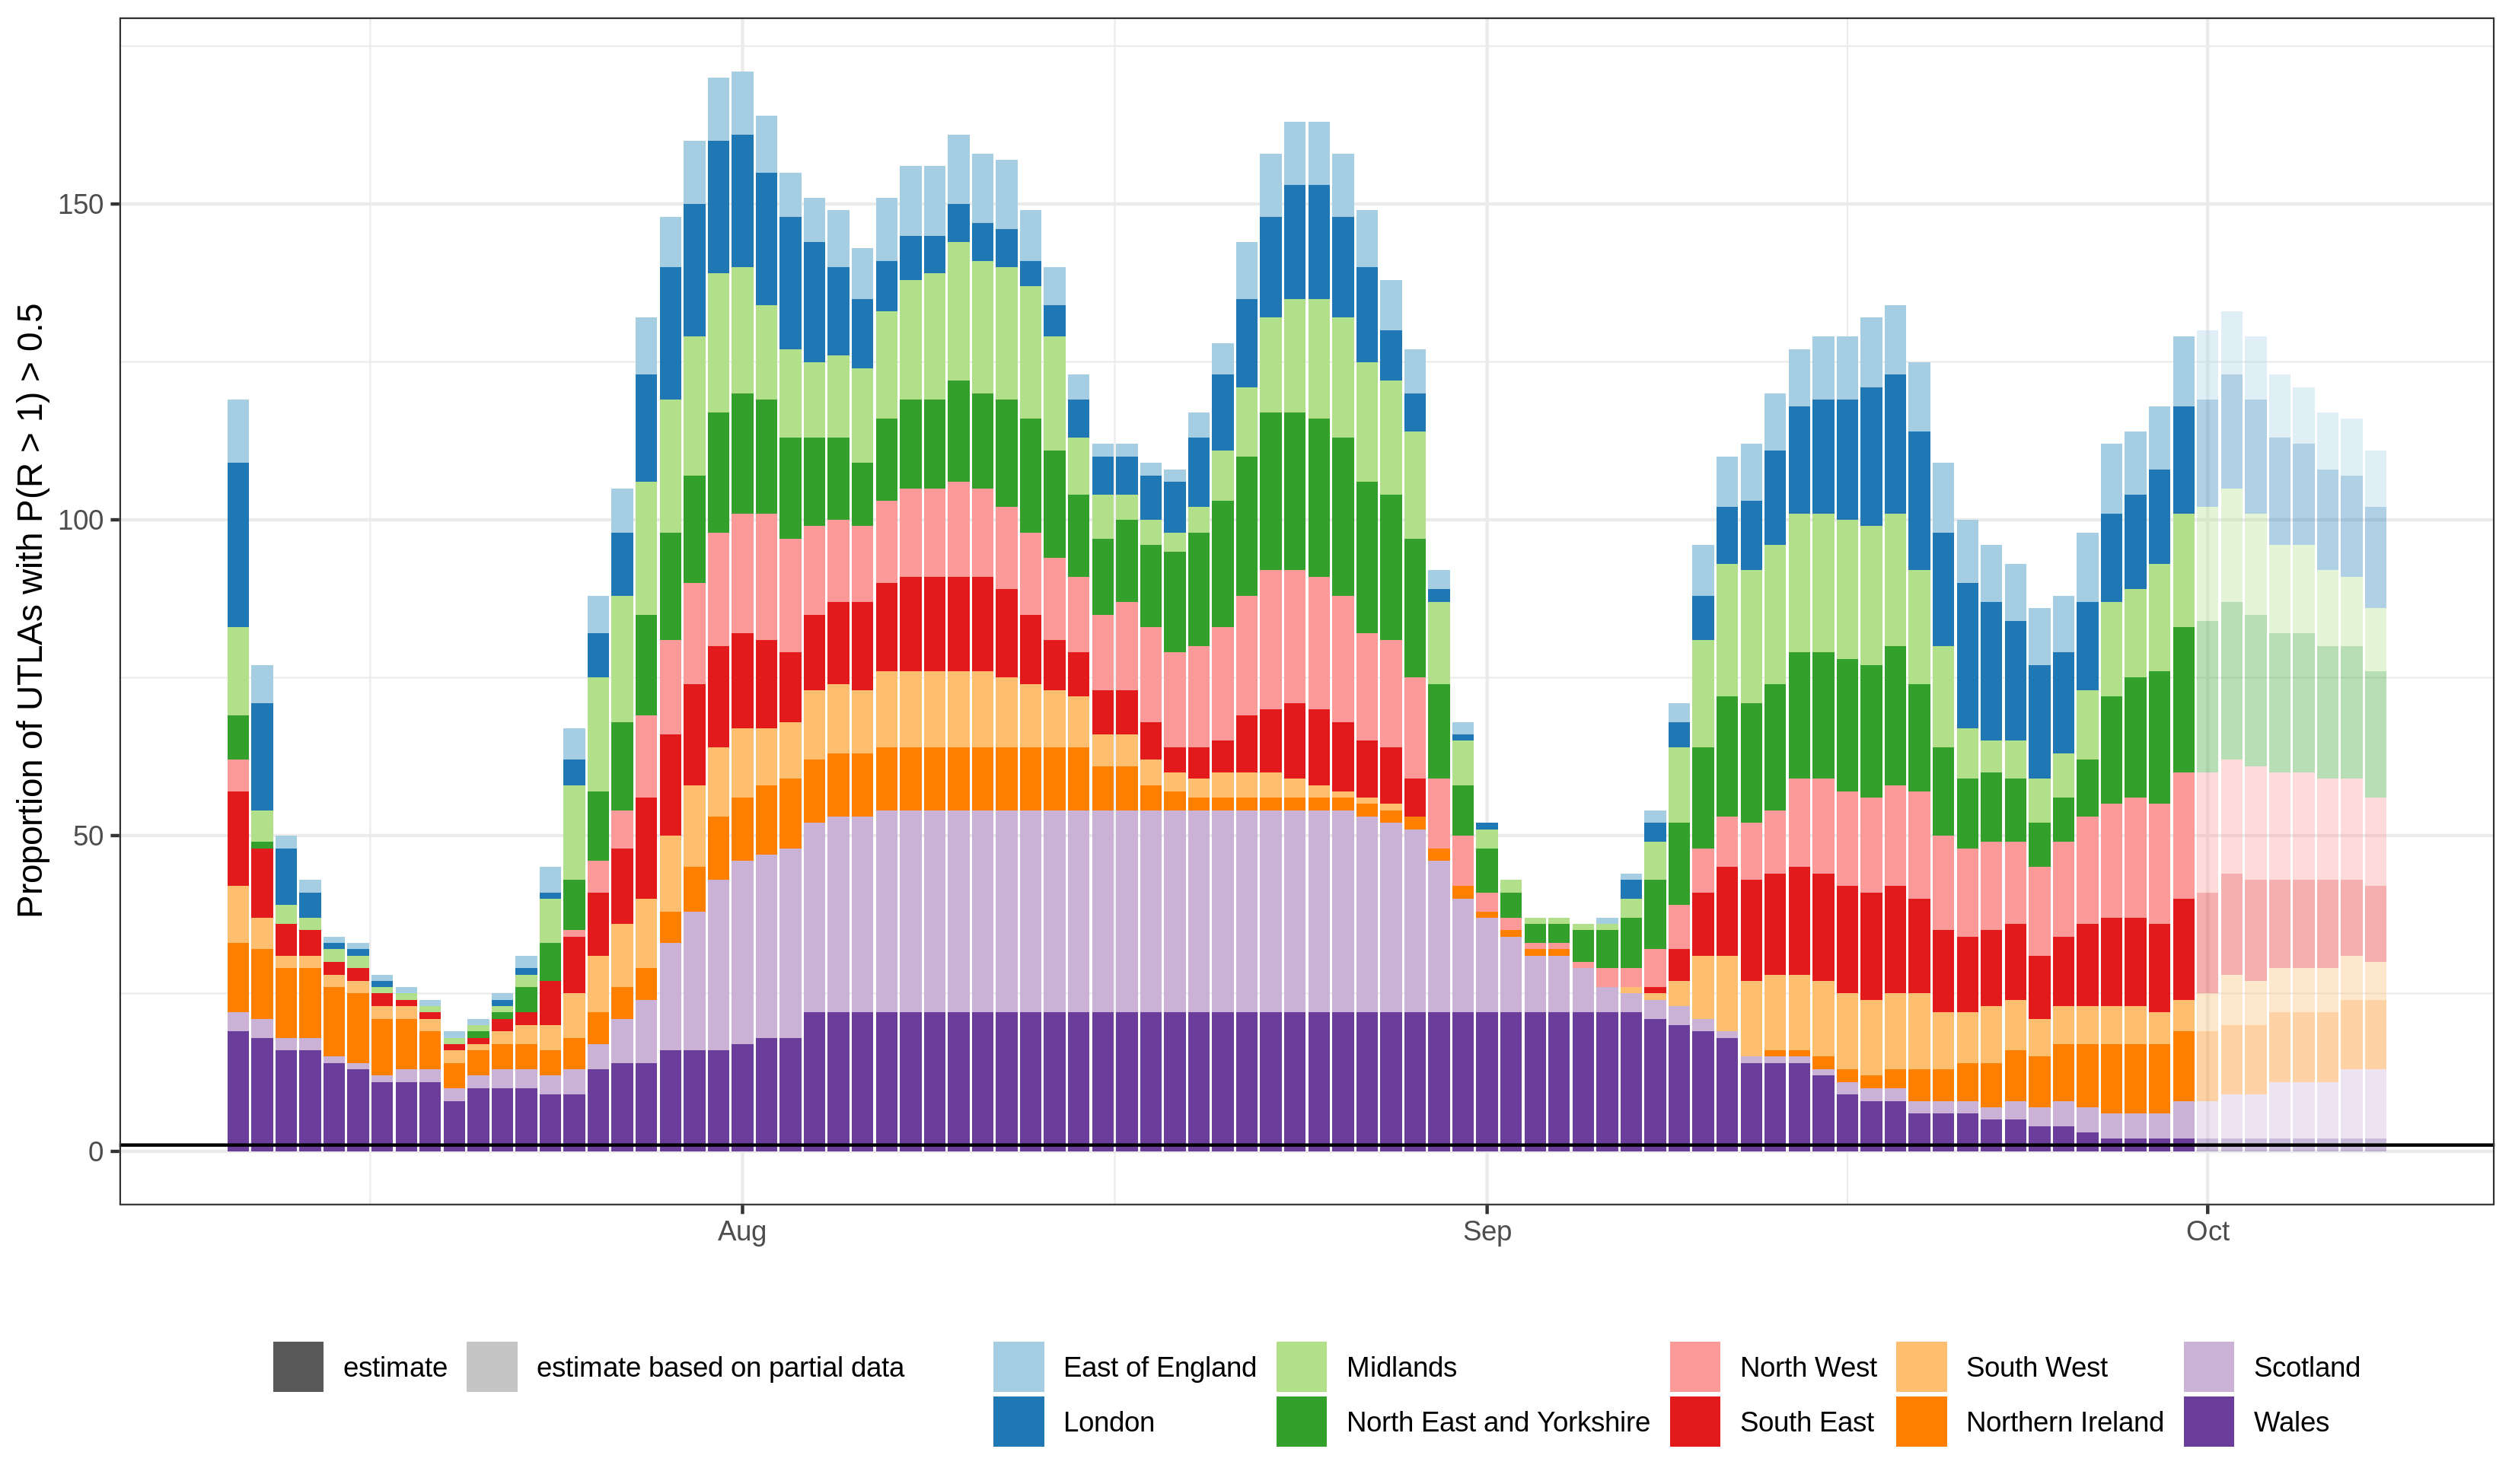 Proportion of UTLAs with P(R > 1) > 0.5
150
100
50
0
Aug Sep Oct
estimate estimate based on partial data East of England Midlands North West South West Scotland
London North East and Yorkshire South East Northern Ireland Wales